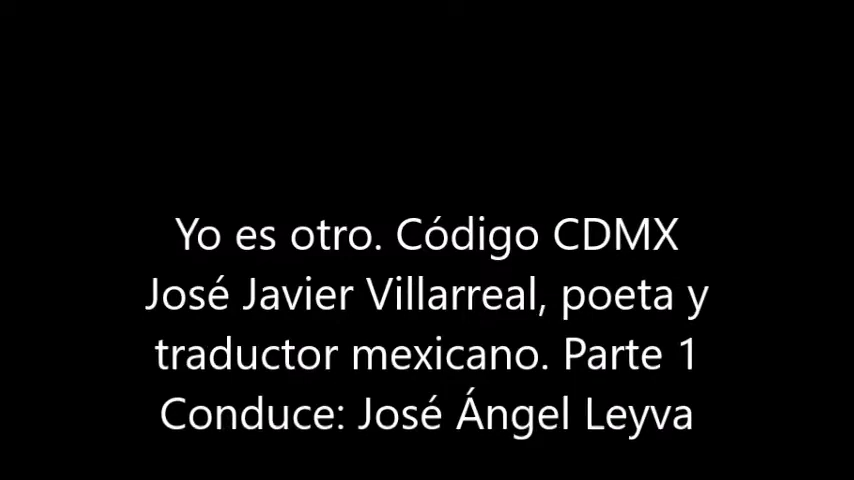 Yo es otro. Código CDMX
José Javier Villarreal, poeta y
traductor mexicano. Parte 1
Conduce: José Ángel Leyva